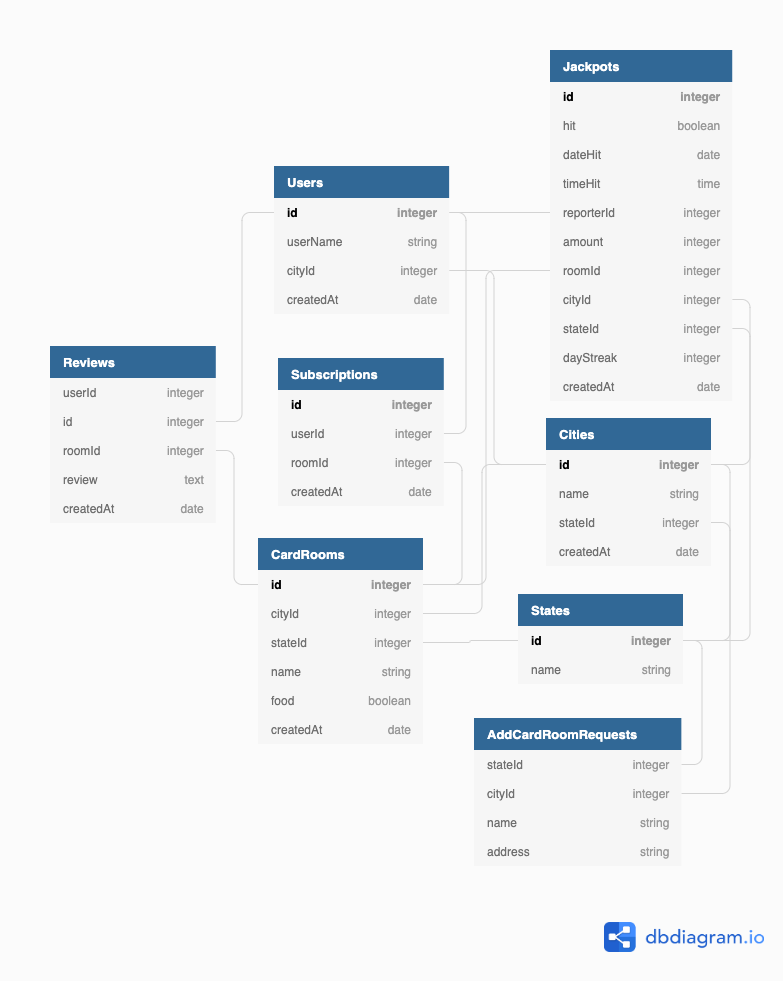 Jackpots
id integer
hit boolean
dateHit date
timeHit time
reporterId integer
amount integer
roomId integer
cityId integer
stateId integer
dayStreak integer
createdAt date
Users
id integer
userName string
cityId integer
createdAt date
Reviews
userId integer
id integer
roomId integer
review text
createdAt date
Subscriptions
id integer
userId integer
roomId integer
createdAt date
Cities
id integer
name string
stateId integer
createdAt date
CardRooms
id integer
cityId integer
stateId integer
name string
food boolean
createdAt date
States
id integer
name string
AddCardRoomRequests
stateId integer
cityId integer
name string
address string
dbdiagram.io